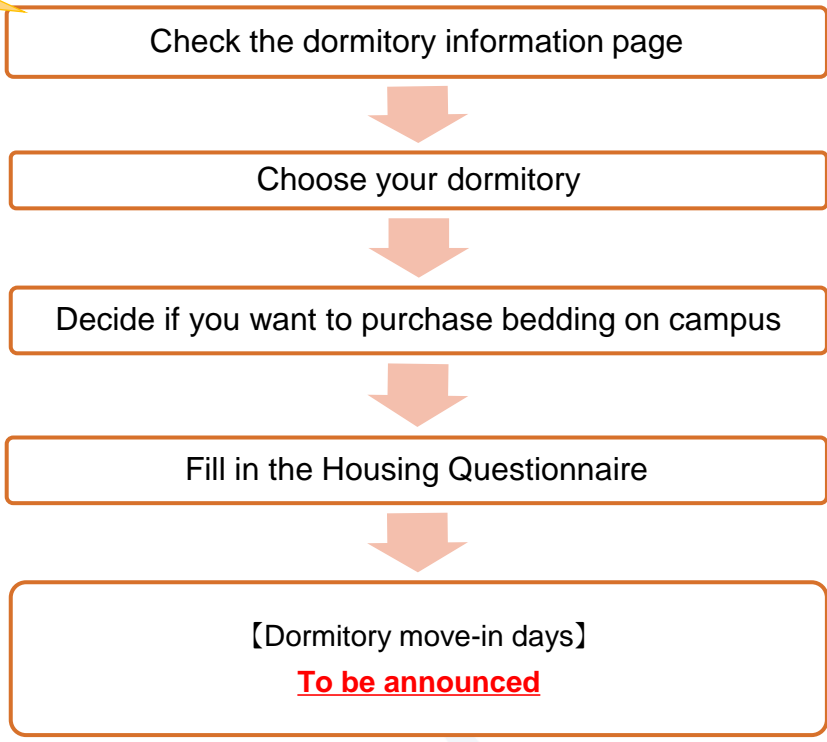 Check the dormitory information page
Choose your dormitory
Decide if you want to purchase bedding on campus
Fill in the Housing Questionnaire
【Dormitory move-in days】
To be announced